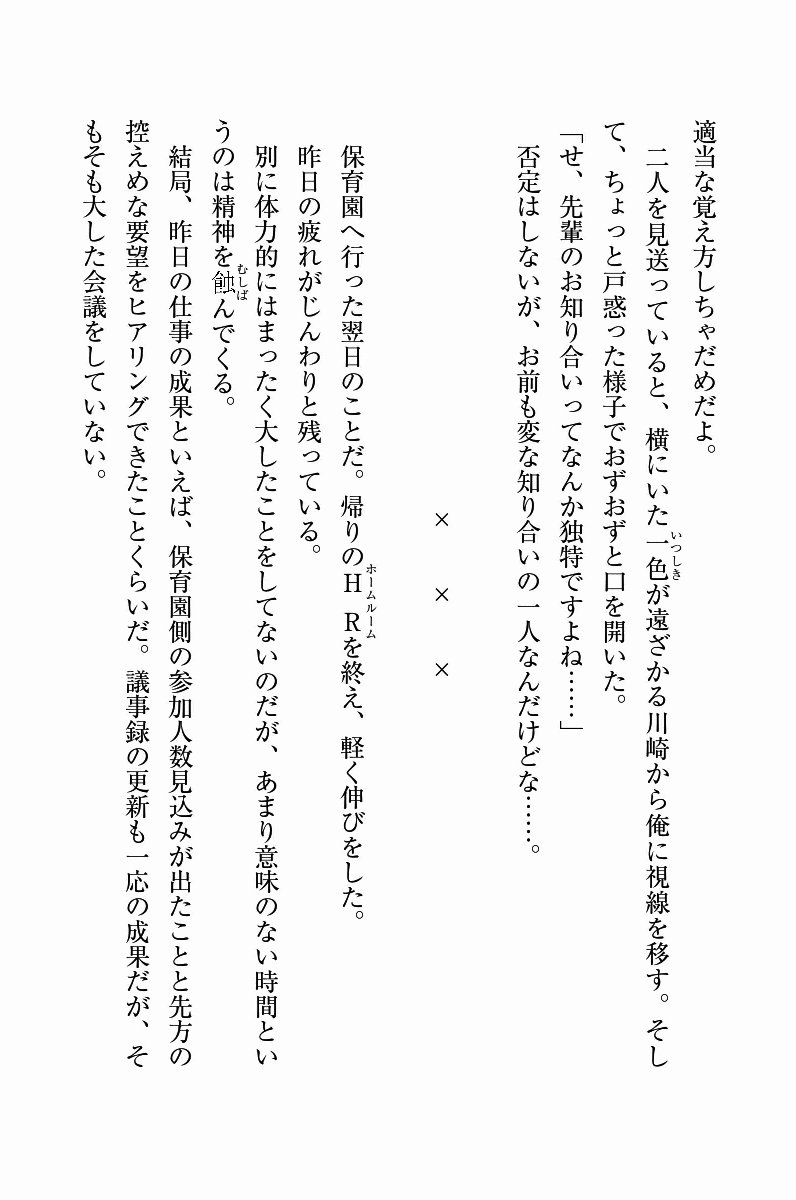 適当な覚え方しちゃだめだよ。
　二人を見送っていると、横にいた一色が遠ざかる川崎から俺に視線を移す。そし
て、ちょっと戸惑った様子でおずおずと口を開いた。
「せ、先輩のお知り合いってなんか独特ですよね……」
　否定はしないが、お前も変な知り合いの一人なんだけどな……。
×　×　×
　保育園へ行った翌日のことだ。帰りのＨＲを終え、軽く伸びをした。
　昨日の疲れがじんわりと残っている。
　別に体力的にはまったく大したことをしてないのだが、あまり意味のない時間とい
うのは精神を蝕んでくる。
　結局、昨日の仕事の成果といえば、保育園側の参加人数見込みが出たことと先方の
控えめな要望をヒアリングできたことくらいだ。議事録の更新も一応の成果だが、そ
もそも大した会議をしていない。
いつしき
ホームルーム
むしば